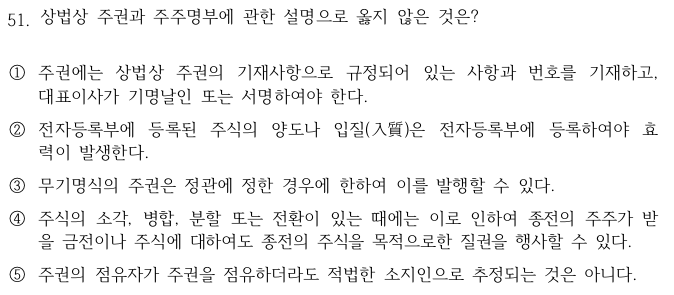 51. 상법상 주권과 주주명부에 관한 설명으로 옳지 않은 것은?
① 주권에는 상법상 주권의 기재사항으로 규정되어 있는 사항과 번호를 기재하고,
대표이사가 기명날인 또는 서명하여야 한다.
② 전자등록부에 등록된 주식의 양도나 입질(入質)은 전자등록부에 등록하여야 효
력이 발생한다.
③ 무기명식의 주권은 정관에 정한 경우에 한하여 이를 발행할 수 있다.
④ 주식의 소각, 병합, 분할 또는 전환이 있는 때에는 이로 인하여 종전의 주주가 받
을 금전이나 주식에 대하여도 종전의 주식을 목적으로한 질권을 행사할 수 있다.
⑤ 주권의 점유자가 주권을 점유하더라도 적법한 소지인으로 추정되는 것은 아니다.